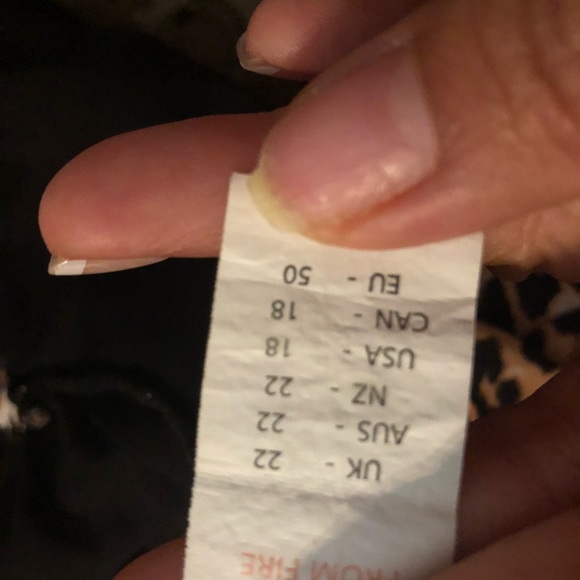 FROM FIRE
UK - 22
AUS - 22
NZ - 22
USA - 18
CAN - 18
EU - 50